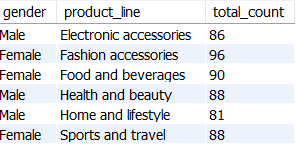 gender product_line total_count
Male Electronic accessories 86
Female Fashion accessories 96
Female Food and beverages 90
Male Health and beauty 88
Male Home and lifestyle 81
Female Sports and travel 88